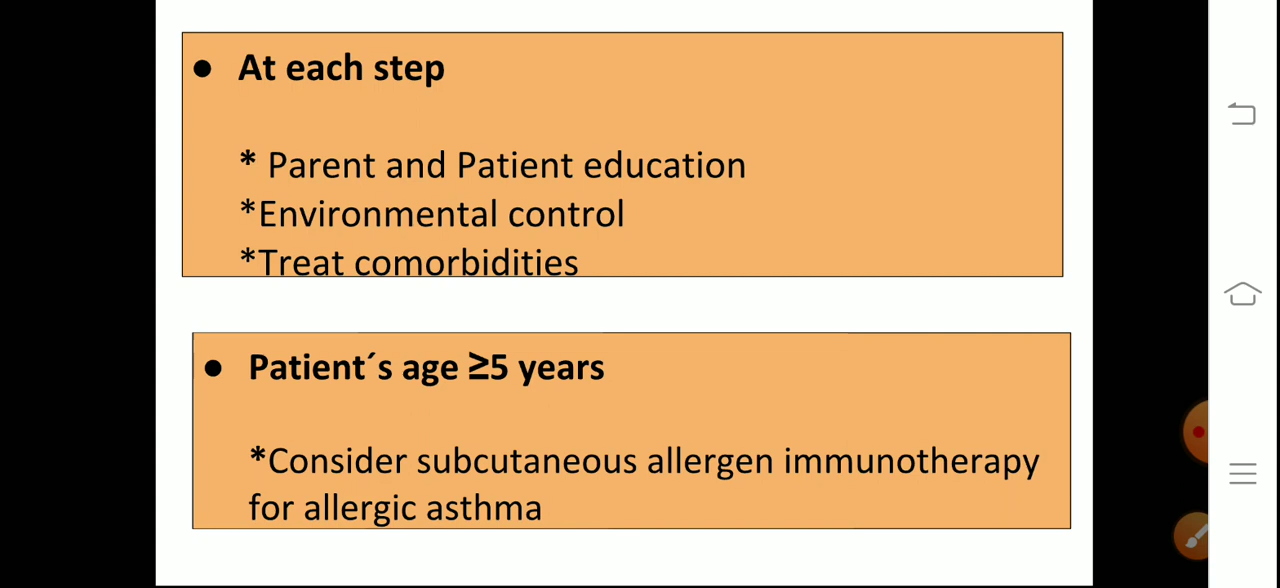 ● At each step
* Parent and Patient education
*Environmental control
*Treat comorbidities
● Patient´s age ≥5 years
*Consider subcutaneous allergen immunotherapy
for allergic asthma